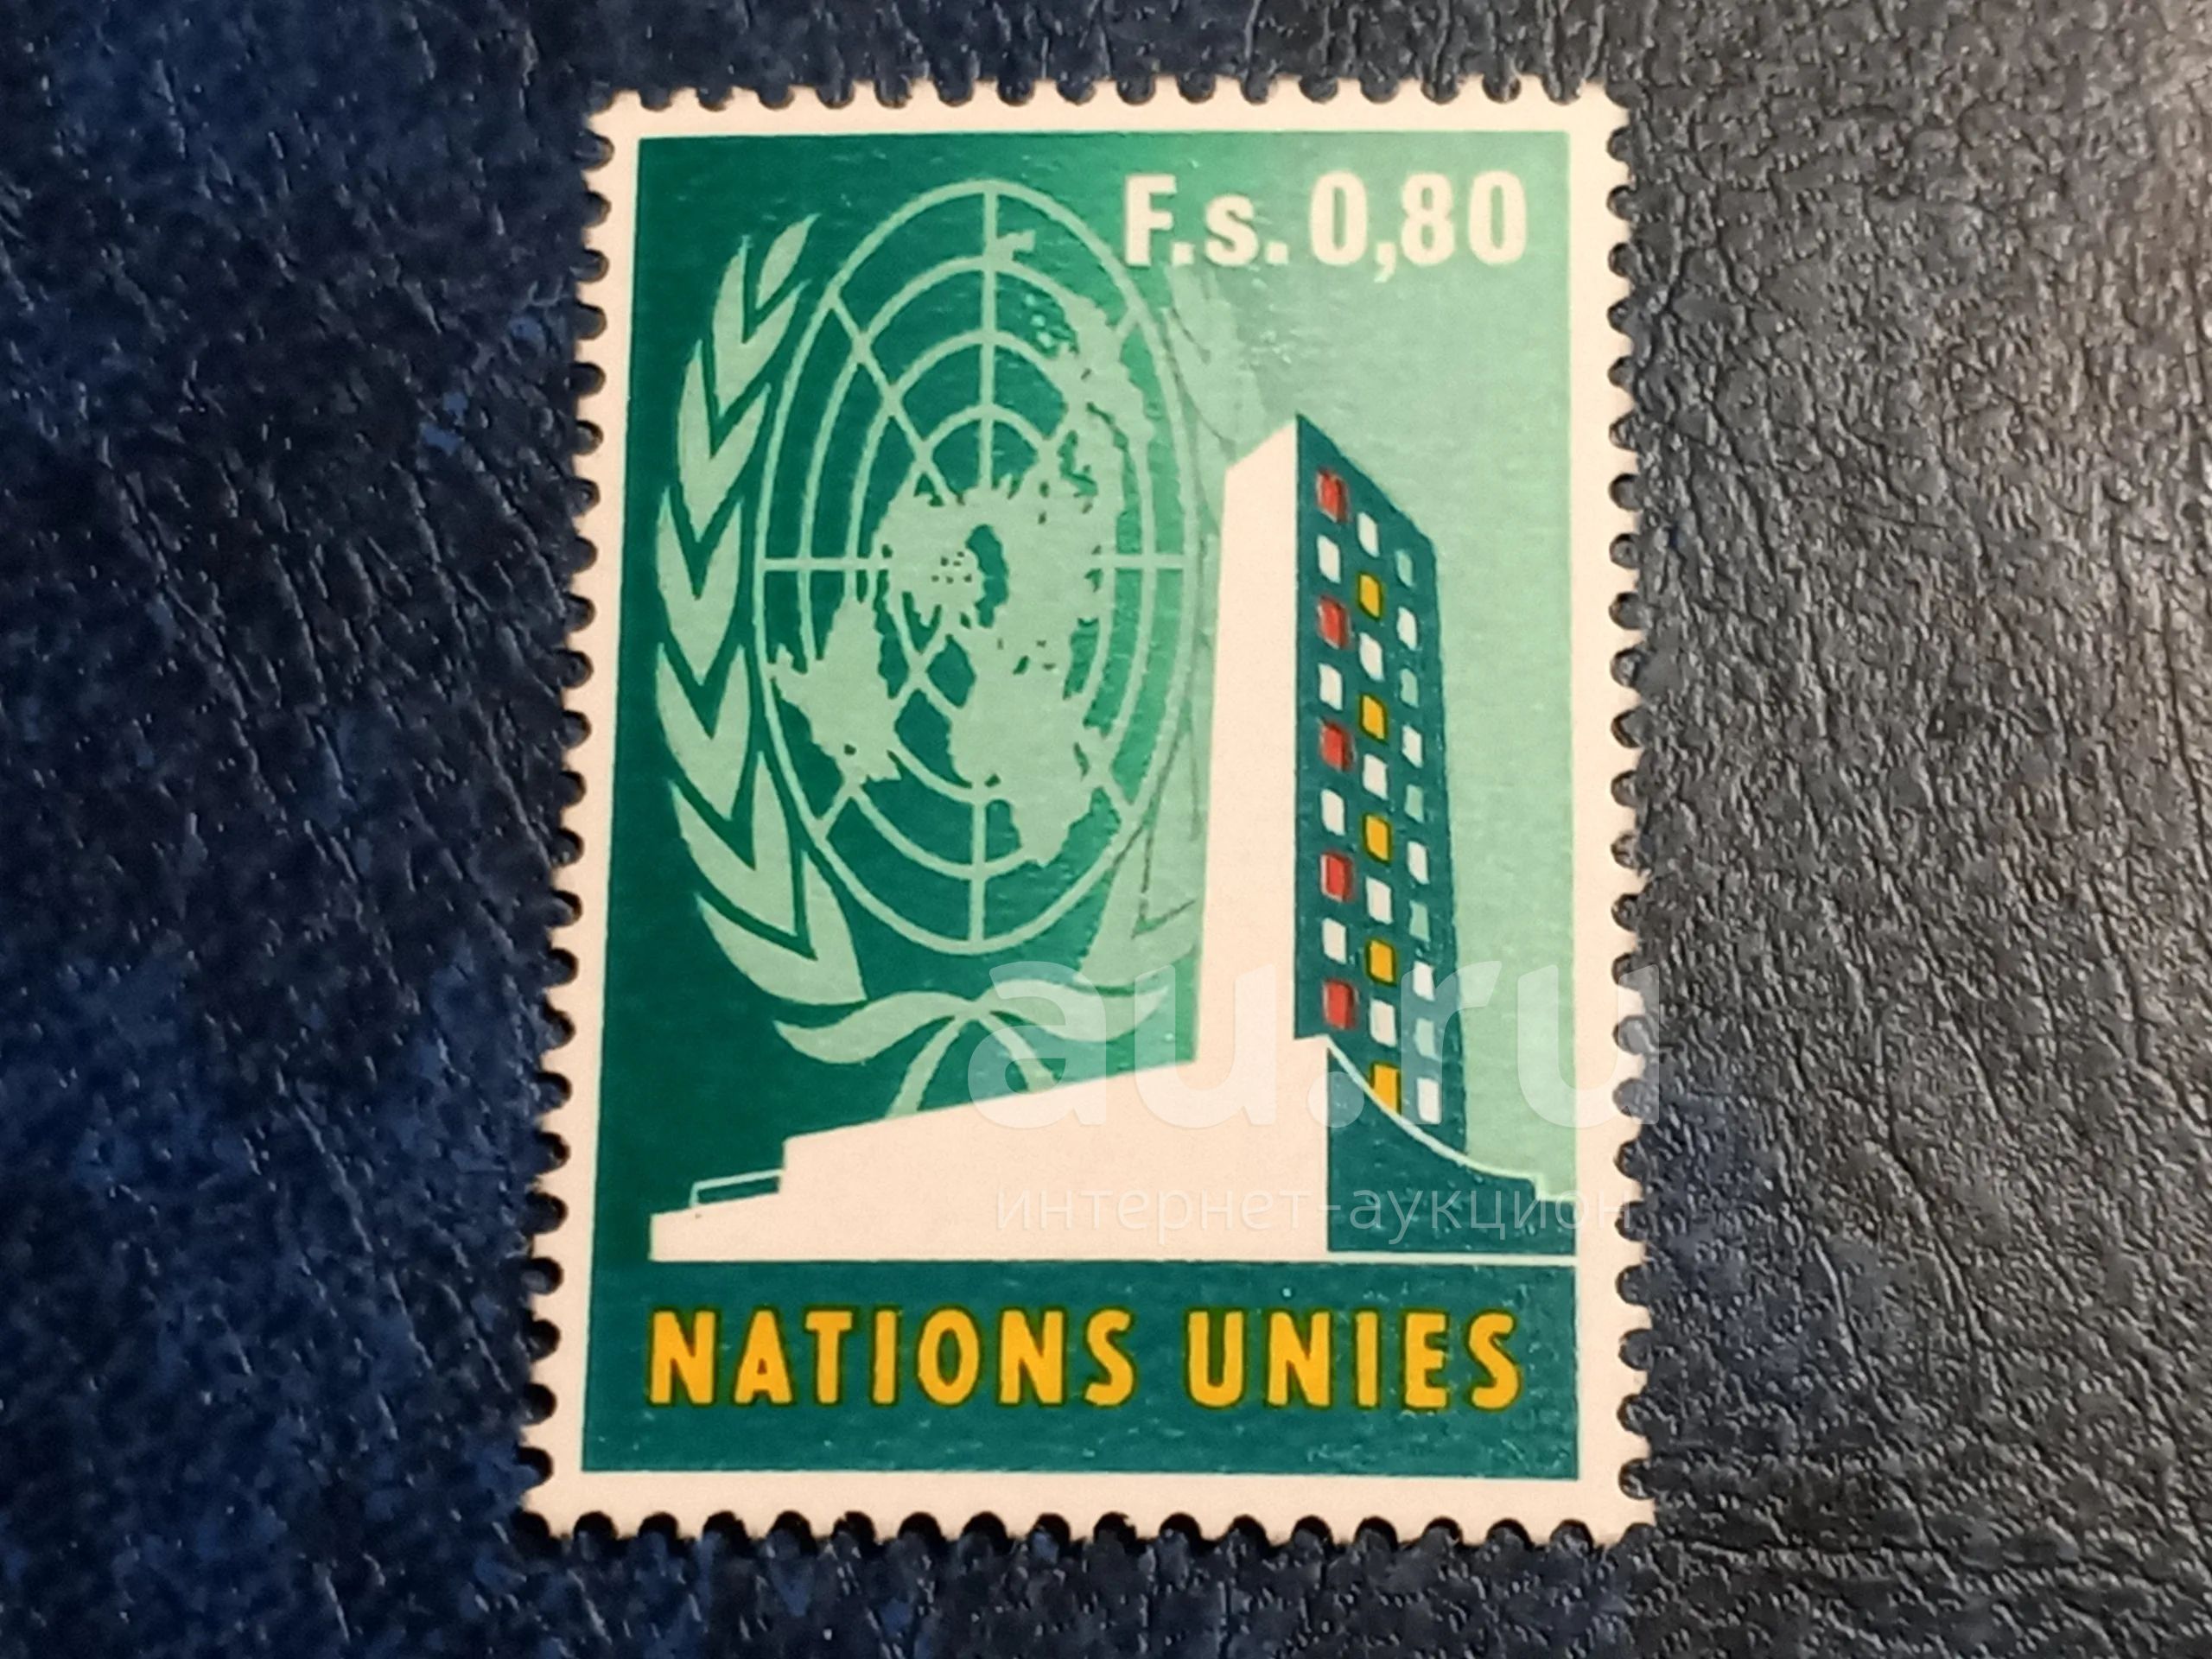 F.s. 0,80
au.ru
интернет-аукцион
NATIONS UNIES